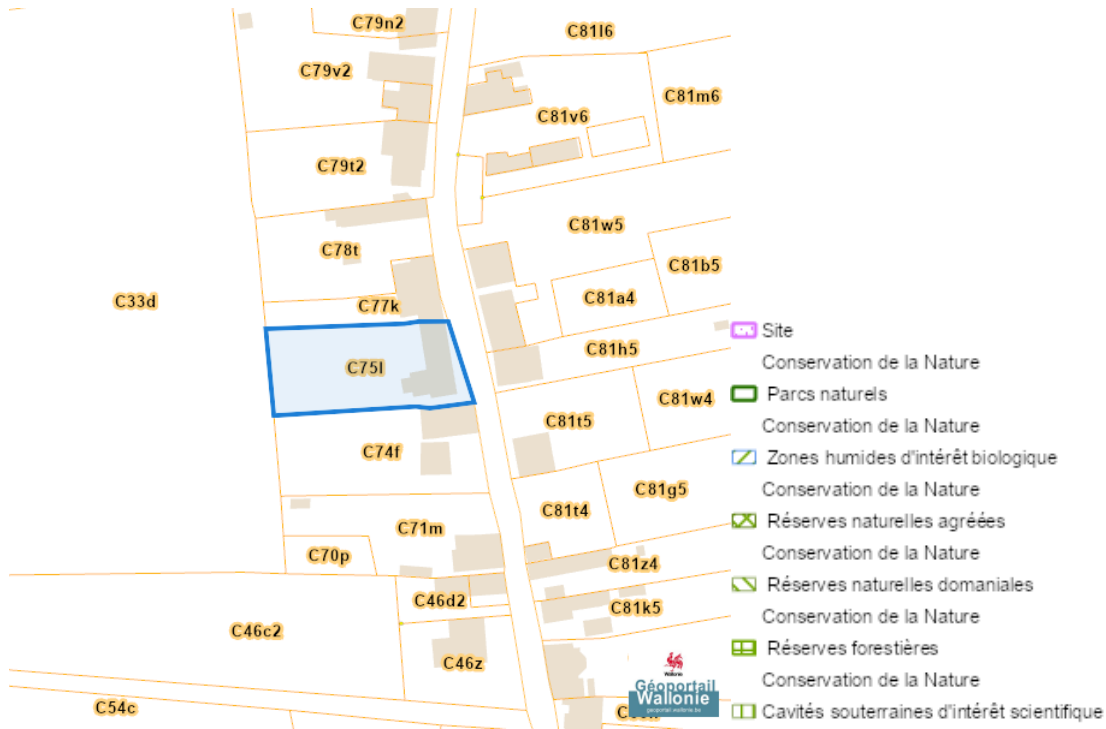 C79n2
C81l6
C79v2
C81m6
C81v6
C79t2
C81w5
C78t
C81b5
C33d
C81a4
C77k
Site
C81h5
Conservation de la Nature
C75l
Parcs naturels
C81w4
C81t5
Conservation de la Nature
C74f
Zones humides d'intérêt biologique
C81g5
Conservation de la Nature
C81t4
C71m
Réserves naturelles agréées
C70p
Conservation de la Nature
C81z4
Réserves naturelles domaniales
C46d2
C81k5
Conservation de la Nature
C46c2
Réserves forestières
C46z
Wallonie
Conservation de la Nature
Géoportail
Wallonie
geoportail.wallonie.be
C54c
Cavités souterraines d'intérêt scientifique